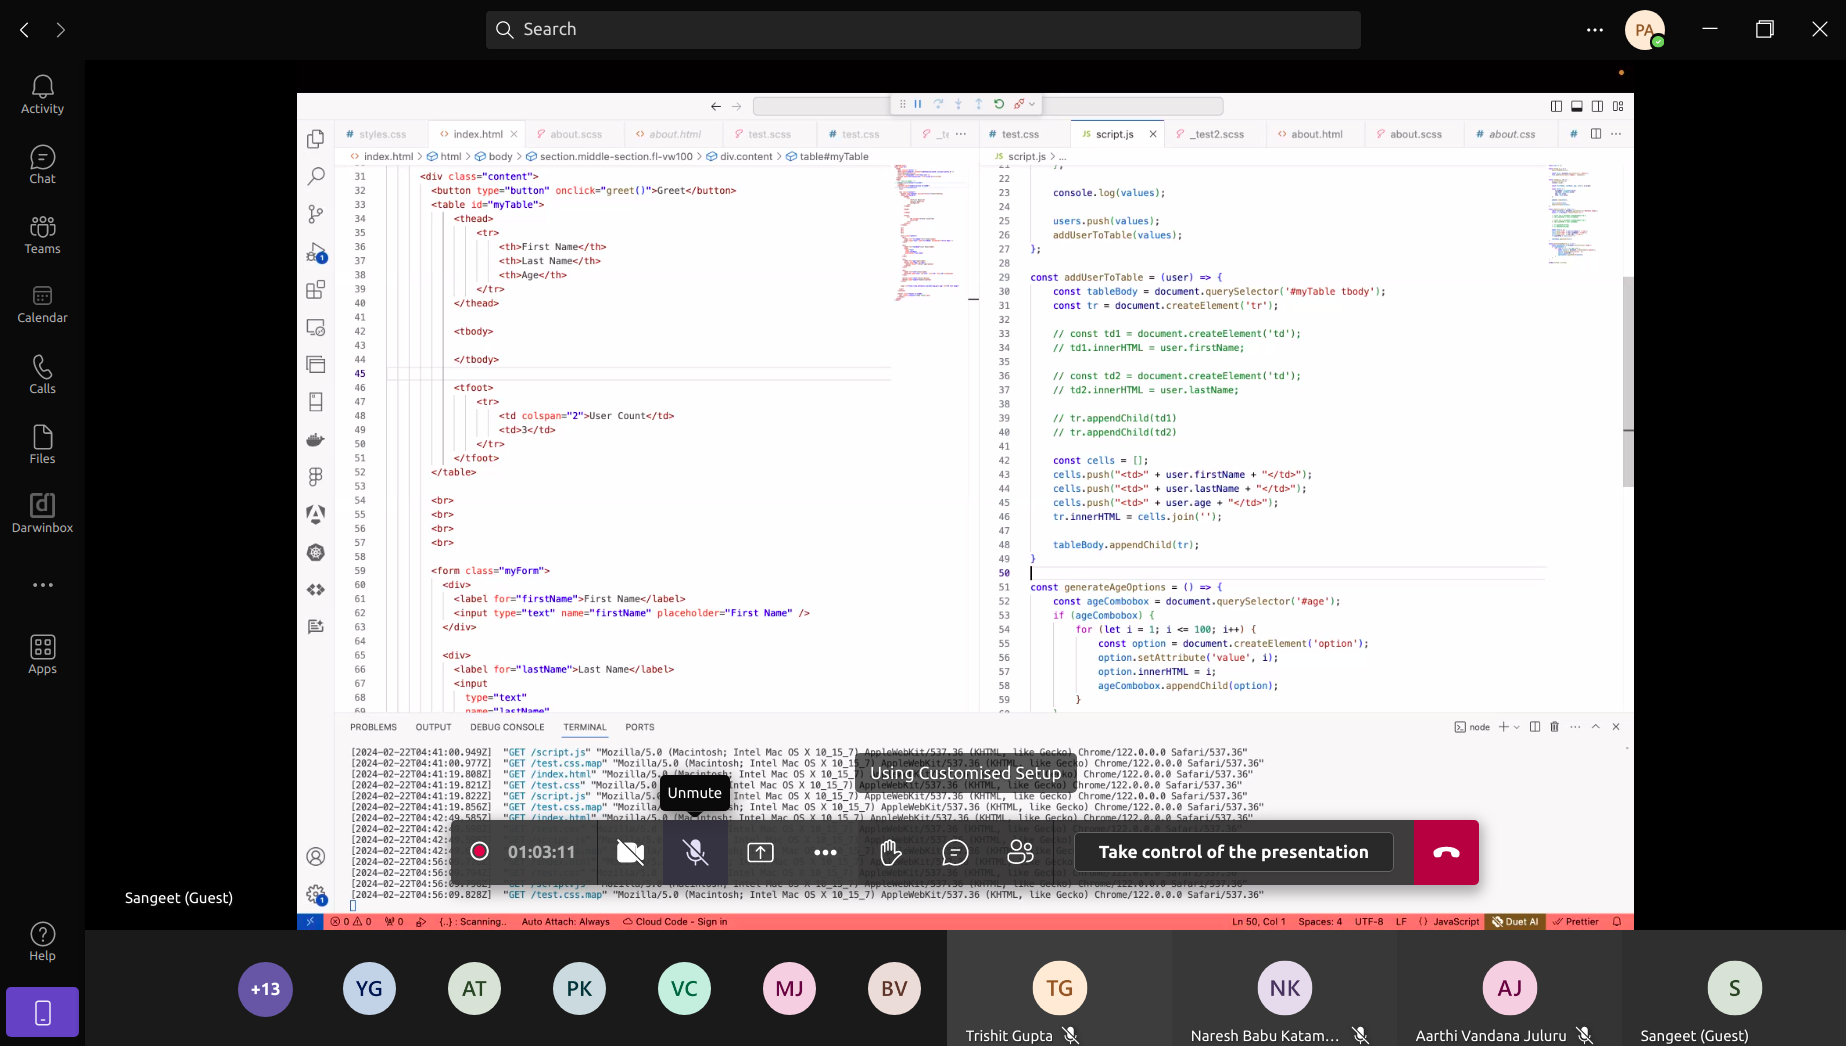 Search
PA
Activity
Chat
Teams
Calendar
Calls
Files
Darwinbox
Apps
Help
styles.css
index.html
about.scss
about.html
test.scss
test.css
test.css
script.js
_test2.scss
about.html
about.scss
about.css
index.html > html > body > section.middle-section.fl-vw100 > div.content > table#myTable
31 <div class="content">
32 <button type="button" onclick="greet()">Greet</button>
33 <table id="myTable">
34 <thead>
35 <tr>
36 <th>First Name</th>
37 <th>Last Name</th>
38 <th>Age</th>
39 </tr>
40 </thead>
41
42 <tbody>
43
44 </tbody>
45
46 <tfoot>
47 <tr>
48 <td colspan="2">User Count</td>
49 <td>3</td>
50 </tr>
51 </tfoot>
52 </table>
53
54 <br>
55 <br>
56 <br>
57 <br>
58
59 <form class="myForm">
60 <div>
61 <label for="firstName">First Name</label>
62 <input type="text" name="firstName" placeholder="First Name" />
63 </div>
64
65 <div>
66 <label for="lastName">Last Name</label>
67 <input
68 type="text"
69 name="lastName"
JS script.js > ...
22
23 console.log(values);
24
25 users.push(values);
26 addUserToTable(values);
27 };
28
29 const addUserToTable = (user) => {
30 const tableBody = document.querySelector('#myTable tbody');
31 const tr = document.createElement('tr');
32
33 // const td1 = document.createElement('td');
34 // td1.innerHTML = user.firstName;
35
36 // const td2 = document.createElement('td');
37 // td2.innerHTML = user.lastName;
38
39 // tr.appendChild(td1)
40 // tr.appendChild(td2)
41
42 const cells = [];
43 cells.push("<td>" + user.firstName + "</td>");
44 cells.push("<td>" + user.lastName + "</td>");
45 cells.push("<td>" + user.age + "</td>");
46 tr.innerHTML = cells.join('');
47
48 tableBody.appendChild(tr);
49 }
50
51 const generateAgeOptions = () => {
52 const ageCombobox = document.querySelector('#age');
53 if (ageCombobox) {
54 for (let i = 1; i <= 100; i++) {
55 const option = document.createElement('option');
56 option.setAttribute('value', i);
57 option.innerHTML = i;
58 ageCombobox.appendChild(option);
59 }
PROBLEMS OUTPUT DEBUG CONSOLE TERMINAL PORTS
node
[2024-02-22T04:41:00.949Z] "GET /script.js" "Mozilla/5.0 (Macintosh; Intel Mac OS X 10_15_7) AppleWebKit/537.36 (KHTML, like Gecko) Chrome/122.0.0.0 Safari/537.36"
[2024-02-22T04:41:00.977Z] "GET /test.css.map" "Mozilla/5.0 (Macintosh; Intel Mac OS X 10_15_7) AppleWebKit/537.36 (KHTML, like Gecko) Chrome/122.0.0.0 Safari/537.36"
[2024-02-22T04:41:19.808Z] "GET /index.html" "Mozilla/5.0 (Macintosh; Intel Mac OS X 10_15_7) Chrome/122.0.0.0 Safari/537.36"
[2024-02-22T04:41:19.821Z] "GET /test.css" "Mozilla/5.0 Intel Mac OS X 10_15_7) Chrome/122.0.0.0 Safari/537.36"
[2024-02-22T04:41:19.822Z] "GET /script.js" "Mozilla/5.0 Intel Mac OS X 10_15_7) AppleWebKit/537.36 (KHTML, like Gecko) Chrome/122.0.0.0 Safari/537.36"
[2024-02-22T04:41:19.856Z] "GET /test.css.map" "Mozilla Intel Mac OS X 10_15_7) AppleWebKit/537.36 (KHTML, like Gecko) Chrome/122.0.0.0 Safari/537.36"
[2024-02-22T04:42:49.585Z] "GET /index.html" "Mozilla/5.0 (Macintosh; Intel Mac OS X 10_15_7) AppleWebKit/537.36 (KHTML, like Gecko) Chrome/122.0.0.0 Safari/537.36"
[2024-02-22T04:56:09.828Z] "GET /test.css.map" "Mozilla/5.0 (Macintosh; Intel Mac OS X 10_15_7) AppleWebKit/537.36 (KHTML, like Gecko) Chrome/122.0.0.0 Safari/537.36"
Using Customised Setup
Unmute
01:03:11
Take control of the presentation
Sangeet (Guest)
0 0 0 {..} : Scanning.. Auto Attach: Always Cloud Code - Sign in
Ln 50, Col 1 Spaces: 4 UTF-8 LF JavaScript Duet AI Prettier
+13
YG
AT
PK
VC
MJ
BV
TG
Trishit Gupta
NK
Naresh Babu Katam...
AJ
Aarthi Vandana Juluru
S
Sangeet (Guest)